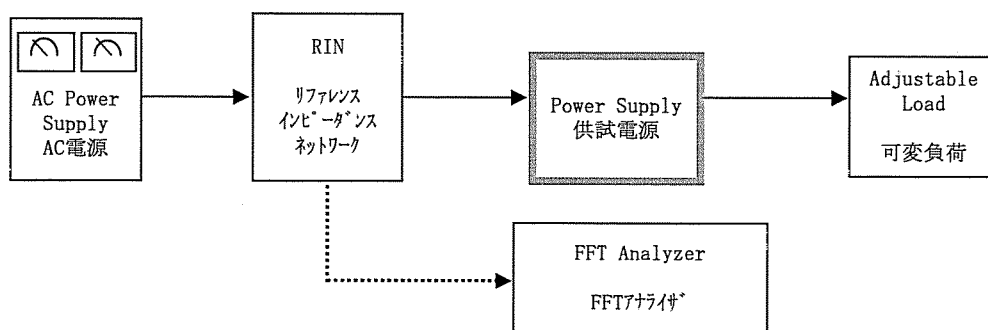 AC Power
Supply
AC電源
RIN
リファレンス
インピーダンス
ネットワーク
Power Supply
供試電源
Adjustable
Load
可変負荷
FFT Analyzer
FFTアナライザ